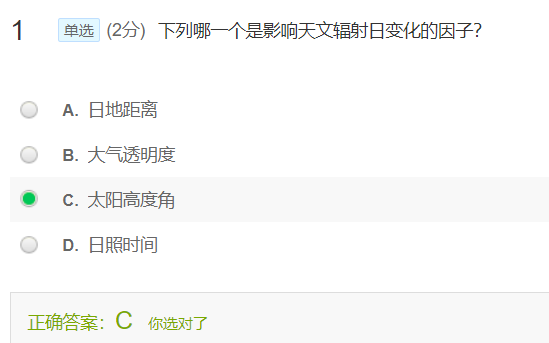 1 单选 (2分) 下列哪一个是影响天文辐射日变化的因子?
A. 日地距离
B. 大气透明度
C. 太阳高度角
D. 日照时间
正确答案：C 你选对了